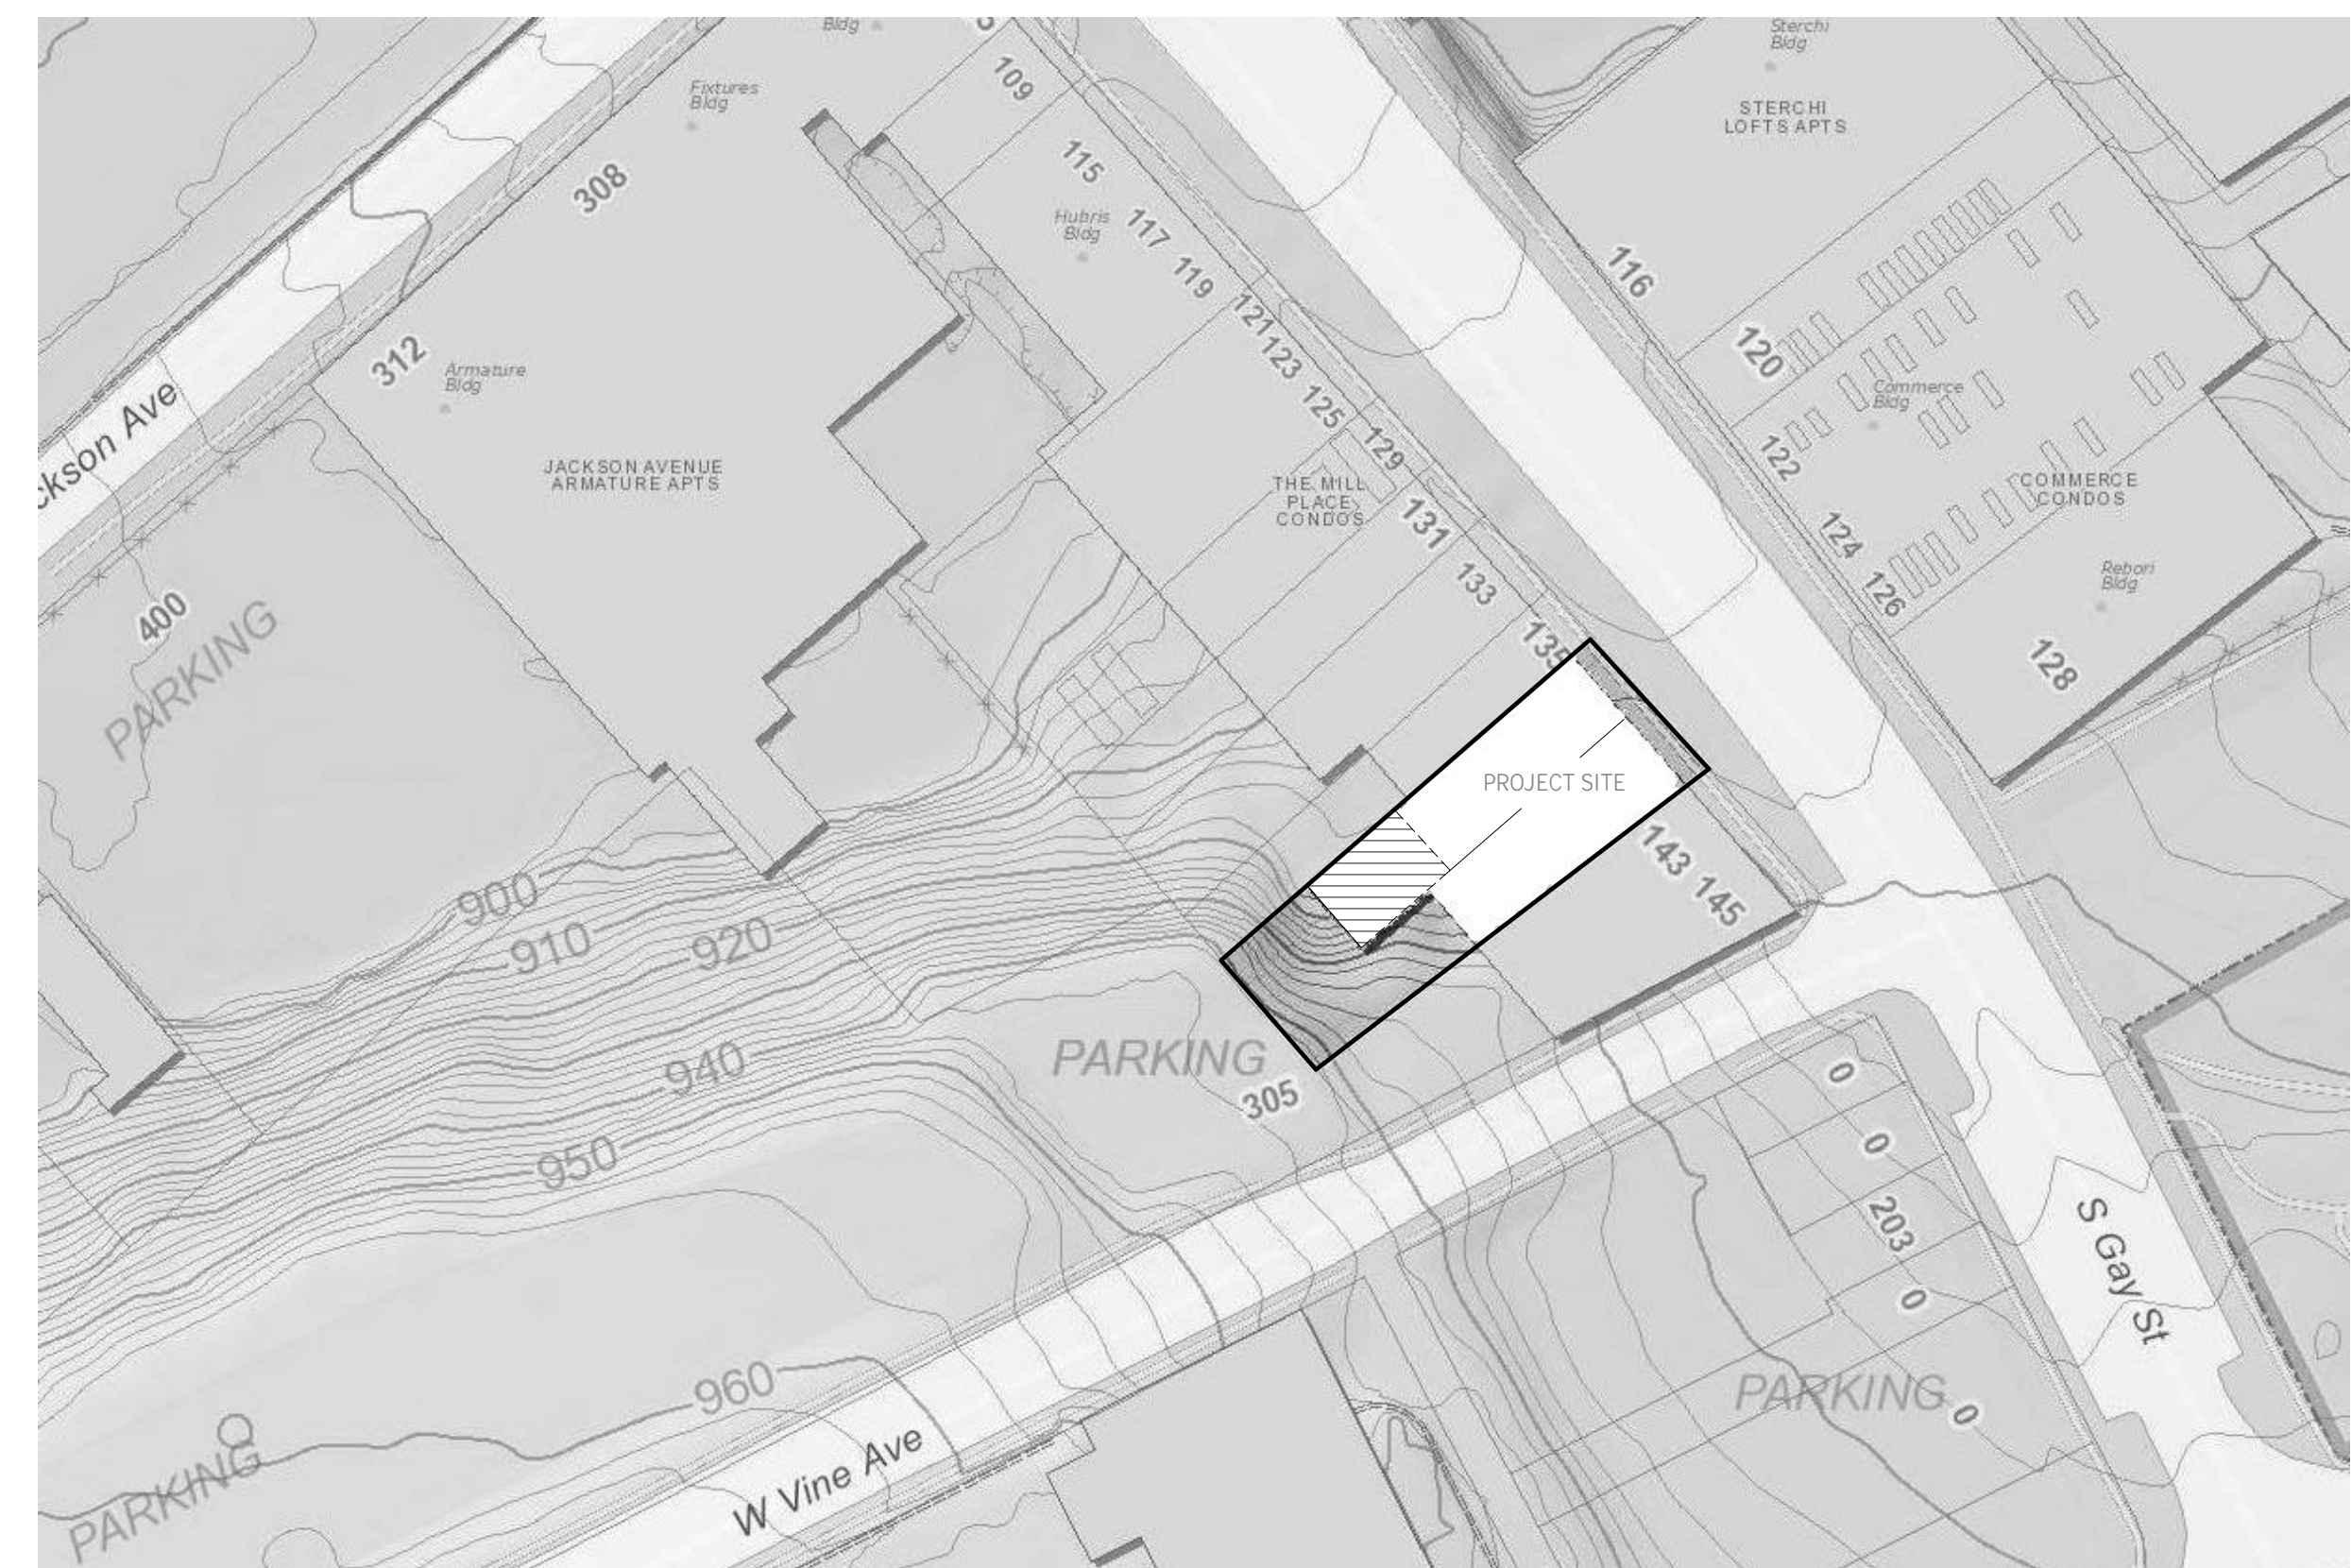 Bldg
Sterchi
Bldg
109
Fixtures
Bldg
STERCHI
LOFTS APTS
115
308
Hubris
Bldg
117
119
116
121
123
120
312
Armature
Bldg
125
Commerce
Bldg
129
122
JACKSON AVENUE
ARMATURE APTS
THE MILL
PLACE
CONDOS
COMMERCE
CONDOS
ckson Ave
131
124
133
126
Rebori
Bldg
400
PARKING
135
128
PROJECT SITE
143
145
900
910
920
940
950
PARKING
305
0
0
203
0
S Gay St
960
PARKING
0
W Vine Ave
PARKING